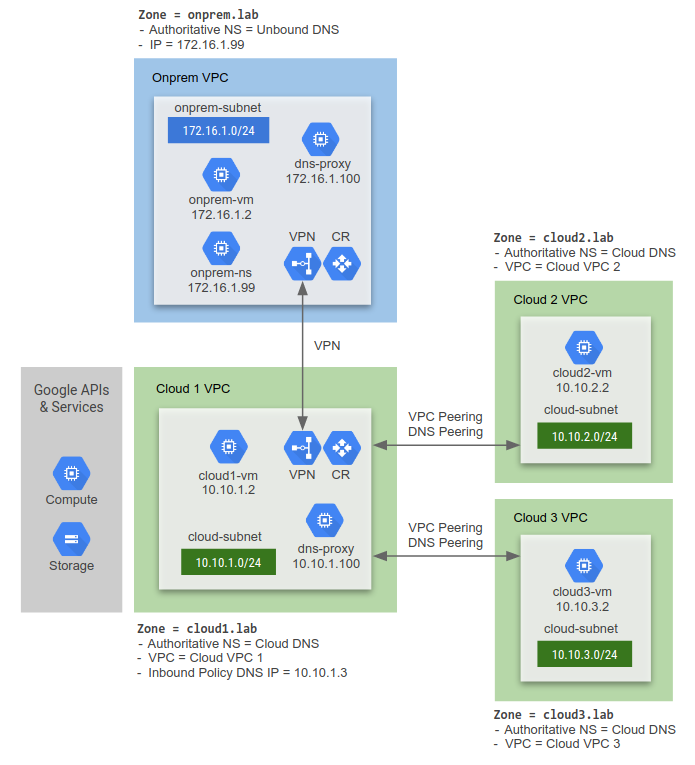 Zone = onprem.lab
- Authoritative NS = Unbound DNS
- IP = 172.16.1.99
Onprem VPC
onprem-subnet
172.16.1.0/24
dns-proxy
172.16.1.100
onprem-vm
172.16.1.2
onprem-ns
172.16.1.99
VPN
CR
VPN
Zone = cloud2.lab
- Authoritative NS = Cloud DNS
- VPC = Cloud VPC 2
Cloud 2 VPC
cloud2-vm
10.10.2.2
cloud-subnet
10.10.2.0/24
Google APIs
& Services
Compute
Storage
Cloud 1 VPC
cloud1-vm
10.10.1.2
VPN
CR
cloud-subnet
10.10.1.0/24
dns-proxy
10.10.1.100
VPC Peering
DNS Peering
VPC Peering
DNS Peering
Cloud 3 VPC
cloud3-vm
10.10.3.2
cloud-subnet
10.10.3.0/24
Zone = cloud1.lab
- Authoritative NS = Cloud DNS
- VPC = Cloud VPC 1
- Inbound Policy DNS IP = 10.10.1.3
Zone = cloud3.lab
- Authoritative NS = Cloud DNS
- VPC = Cloud VPC 3